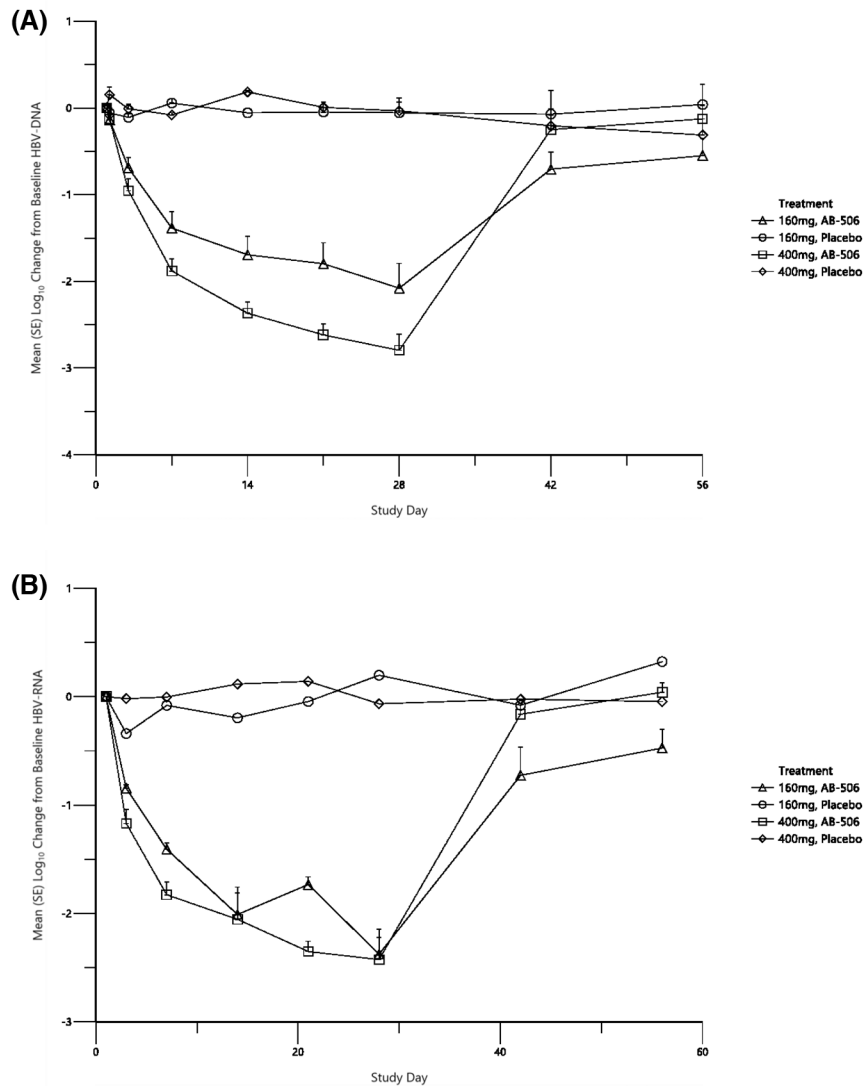 (A)
1
0
-1
-2
-3
-4
Mean (SE) Log10 Change from Baseline HBV-DNA
0 14 28 42 56
Study Day
Treatment
160mg, AB-506
160mg, Placebo
400mg, AB-506
400mg, Placebo
(B)
1
0
-1
-2
-3
Mean (SE) Log10 Change from Baseline HBV-RNA
0 20 40 60
Study Day
Treatment
160mg, AB-506
160mg, Placebo
400mg, AB-506
400mg, Placebo